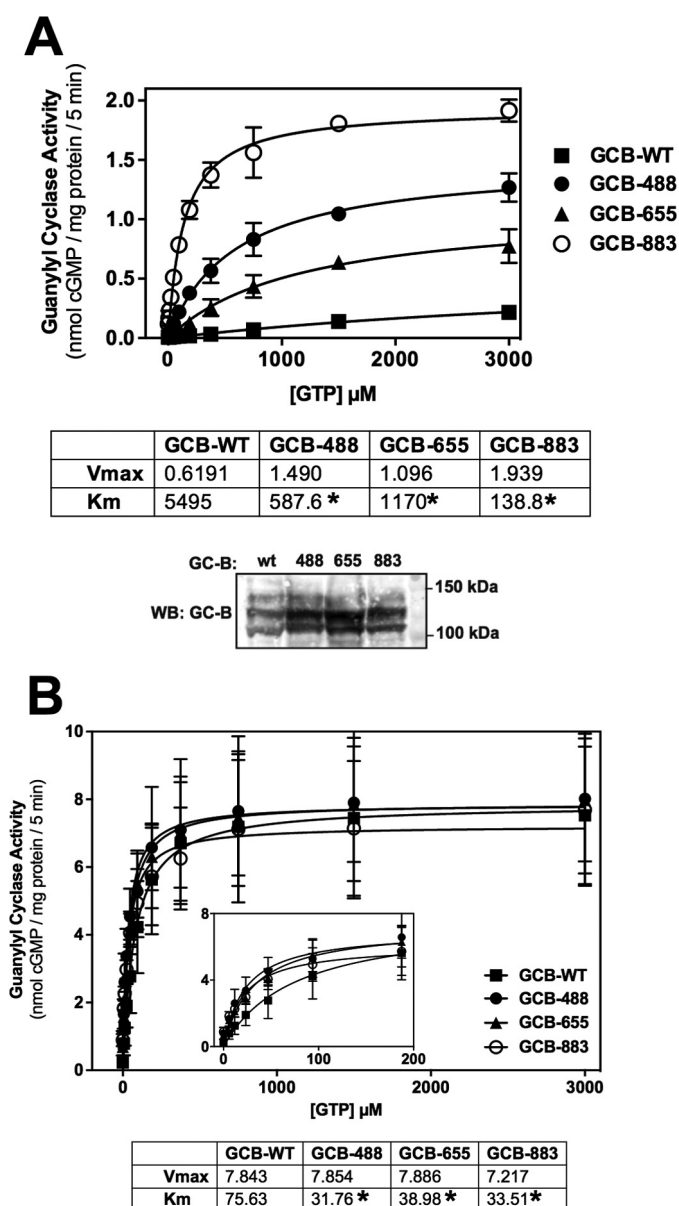 A
Guanylyl Cyclase Activity
(nmol cGMP / mg protein / 5 min)
2.0
1.5
1.0
0.5
0.0
0 1000 2000 3000
[GTP] µM
GCB-WT
GCB-488
GCB-655
GCB-883
GCB-WT GCB-488 GCB-655 GCB-883
Vmax 0.6191 1.490 1.096 1.939
Km 5495 587.6 * 1170* 138.8*
GC-B: wt 488 655 883
WB: GC-B
150 kDa
100 kDa
B
Guanylyl Cyclase Activity
(nmol cGMP / mg protein / 5 min)
10
8
6
4
2
0
0 1000 2000 3000
[GTP] µM
8
4
0
0 100 200
GCB-WT
GCB-488
GCB-655
GCB-883
GCB-WT GCB-488 GCB-655 GCB-883
Vmax 7.843 7.854 7.886 7.217
Km 75.63 31.76 * 38.98 * 33.51*